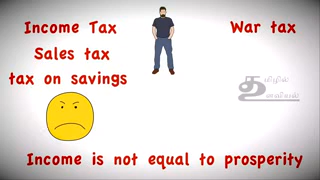 Income Tax
War tax
Sales tax
tax on savings
Income is not equal to prosperity